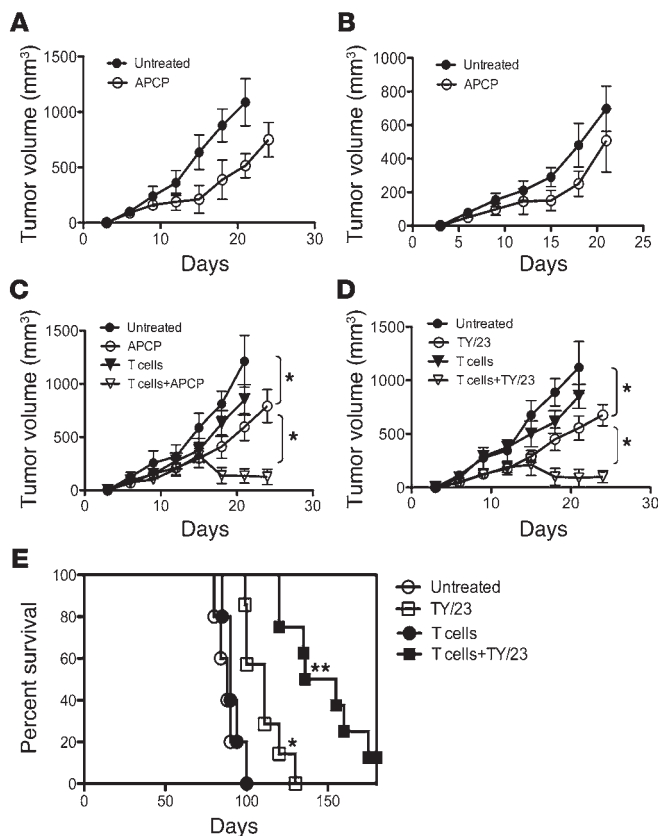 A
Tumor volume (mm³)
1500
1000
500
0
Untreated
APCP
0 10 20 30
Days
B
Tumor volume (mm³)
1000
800
600
400
200
0
Untreated
APCP
0 5 10 15 20 25
Days
C
Tumor volume (mm³)
1500
1000
500
0
Untreated
APCP
T cells
T cells+APCP
*
*
0 10 20 30
Days
D
Tumor volume (mm³)
1500
1000
500
0
Untreated
TY/23
T cells
T cells+TY/23
*
*
0 10 20 30
Days
E
Percent survival
100
80
60
40
20
0
**
*
0 50 100 150
Days
Untreated
TY/23
T cells
T cells+TY/23